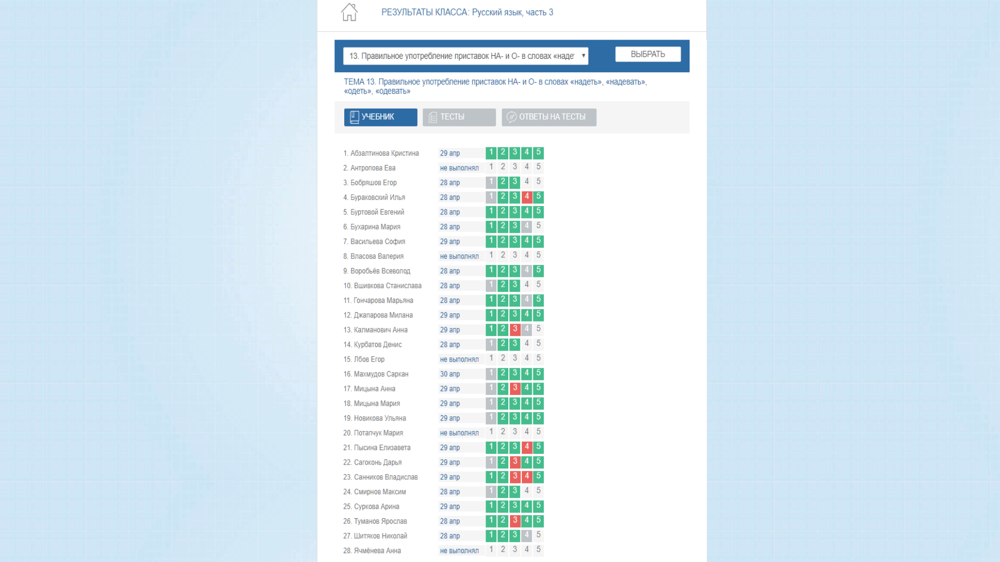 РЕЗУЛЬТАТЫ КЛАССА: Русский язык, часть 3
13. Правильное употребление приставок НА- и О- в словах «наде
ВЫБРАТЬ
ТЕМА 13. Правильное употребление приставок НА- и О- в словах «надеть», «надевать»,
«одеть», «одевать»
УЧЕБНИК ТЕСТЫ ОТВЕТЫ НА ТЕСТЫ
1. Абзалтинова Кристина 29 апр 1 2 3 4 5
2. Антропова Ева не выполнял 1 2 3 4 5
3. Бобряшов Егор 28 апр 1 2 3 4 5
4. Бураковский Илья 28 апр 1 2 3 4 5
5. Буртовой Евгений 28 апр 1 2 3 4 5
6. Бухарина Мария 28 апр 1 2 3 4 5
7. Васильева София 29 апр 1 2 3 4 5
8. Власова Валерия не выполнял 1 2 3 4 5
9. Воробьёв Всеволод 28 апр 1 2 3 4 5
10. Вшивкова Станислава 28 апр 1 2 3 4 5
11. Гончарова Марьяна 28 апр 1 2 3 4 5
12. Джапарова Милана 29 апр 1 2 3 4 5
13. Калманович Анна 29 апр 1 2 3 4 5
14. Курбатов Денис 28 апр 1 2 3 4 5
15. Лбов Егор не выполнял 1 2 3 4 5
16. Махмудов Саркан 30 апр 1 2 3 4 5
17. Мицына Анна 29 апр 1 2 3 4 5
18. Мицына Мария 29 апр 1 2 3 4 5
19. Новикова Ульяна 29 апр 1 2 3 4 5
20. Потапчук Мария не выполнял 1 2 3 4 5
21. Пысина Елизавета 29 апр 1 2 3 4 5
22. Сагоконь Дарья 29 апр 1 2 3 4 5
23. Санников Владислав 29 апр 1 2 3 4 5
24. Смирнов Максим 28 апр 1 2 3 4 5
25. Суркова Арина 29 апр 1 2 3 4 5
26. Туманов Ярослав 28 апр 1 2 3 4 5
27. Шитяков Николай 28 апр 1 2 3 4 5
28. Ячмёнева Анна не выполнял 1 2 3 4 5